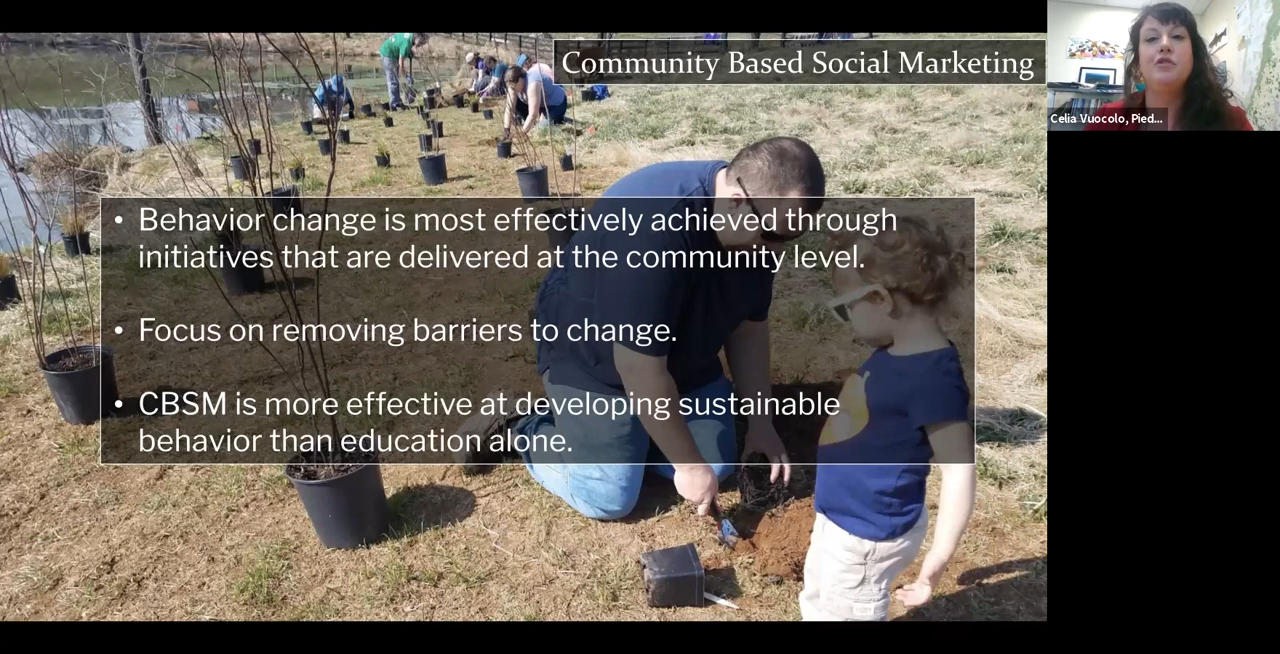 Community Based Social Marketing
Celia Vuocolo, Pied...
• Behavior change is most effectively achieved through
initiatives that are delivered at the community level.
• Focus on removing barriers to change.
• CBSM is more effective at developing sustainable
behavior than education alone.